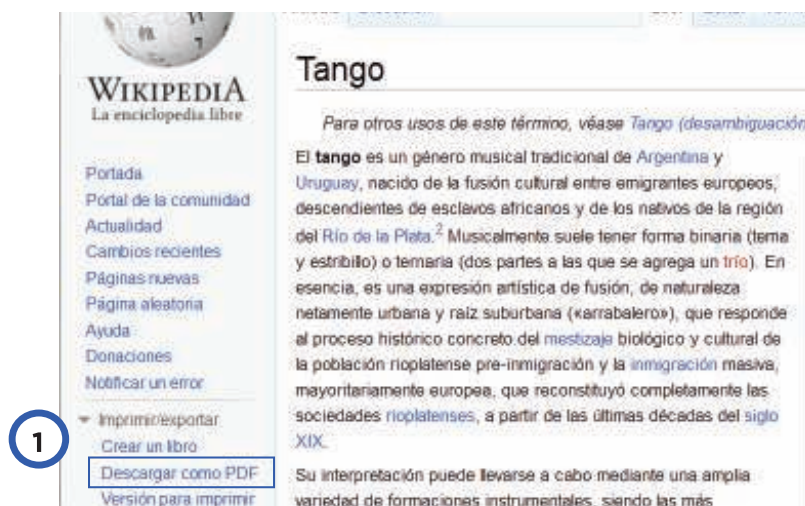 WIKIPEDIA
La enciclopedia libre
Portada
Portal de la comunidad
Actualidad
Cambios recientes
Páginas nuevas
Página aleatoria
Ayuda
Donaciones
Notificar un error
Imprimir/exportar
1
Crear un libro
Descargar como PDF
Versión para imprimir
Tango
Para otros usos de este término, véase Tango (desambiguación
El tango es un género musical tradicional de Argentina y
Uruguay, nacido de la fusión cultural entre emigrantes europeos,
descendientes de esclavos africanos y de los nativos de la región
del Río de la Plata.2 Musicalmente suele tener forma binaria (tema
y estribillo) o ternaria (dos partes a las que se agrega un trío). En
esencia, es una expresión artística de fusión, de naturaleza
netamente urbana y raíz suburbana («arrabalero»), que responde
al proceso histórico concreto del mestizaje biológico y cultural de
la población rioplatense pre-inmigración y la inmigración masiva,
mayoritariamente europea, que reconstituyó completamente las
sociedades rioplatenses, a partir de las últimas décadas del siglo
XIX.
Su interpretación puede llevarse a cabo mediante una amplia
variedad de formaciones instrumentales, siendo las más